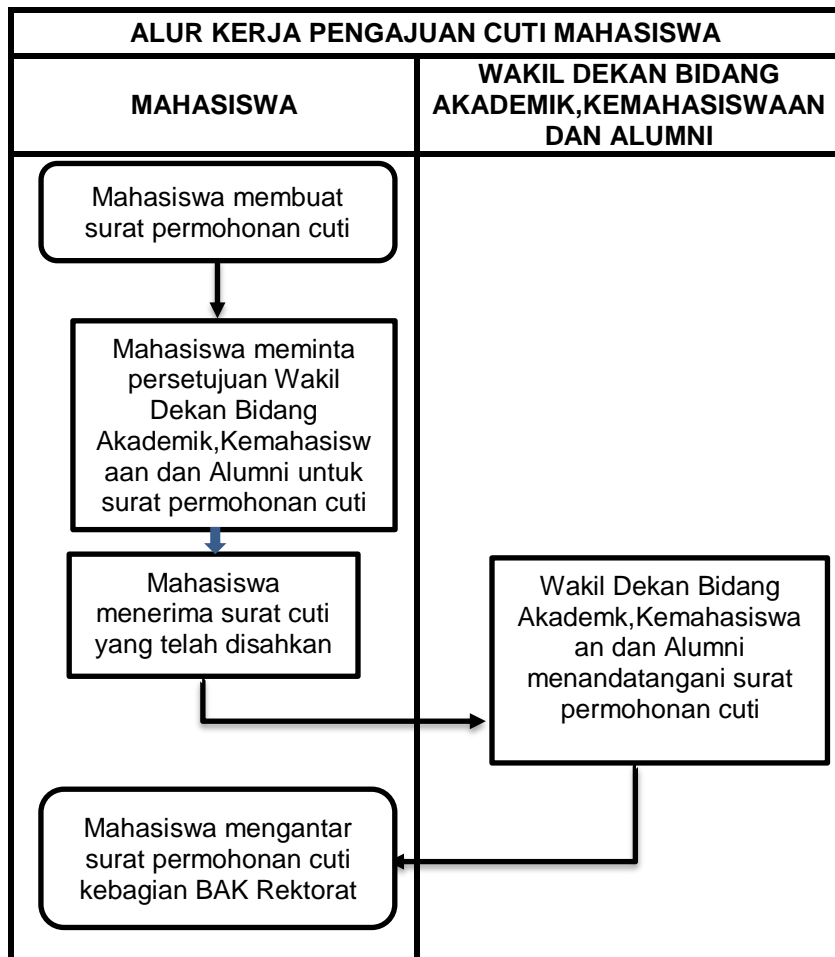 ALUR KERJA PENGAJUAN CUTI MAHASISWA
MAHASISWA
WAKIL DEKAN BIDANG
AKADEMIK,KEMAHASISWAAN
DAN ALUMNI
Mahasiswa membuat
surat permohonan cuti
Mahasiswa meminta
persetujuan Wakil
Dekan Bidang
Akademik,Kemahasisw
aan dan Alumni untuk
surat permohonan cuti
Mahasiswa
menerima surat cuti
yang telah disahkan
Wakil Dekan Bidang
Akademk,Kemahasiswa
an dan Alumni
menandatangani surat
permohonan cuti
Mahasiswa mengantar
surat permohonan cuti
kebagian BAK Rektorat